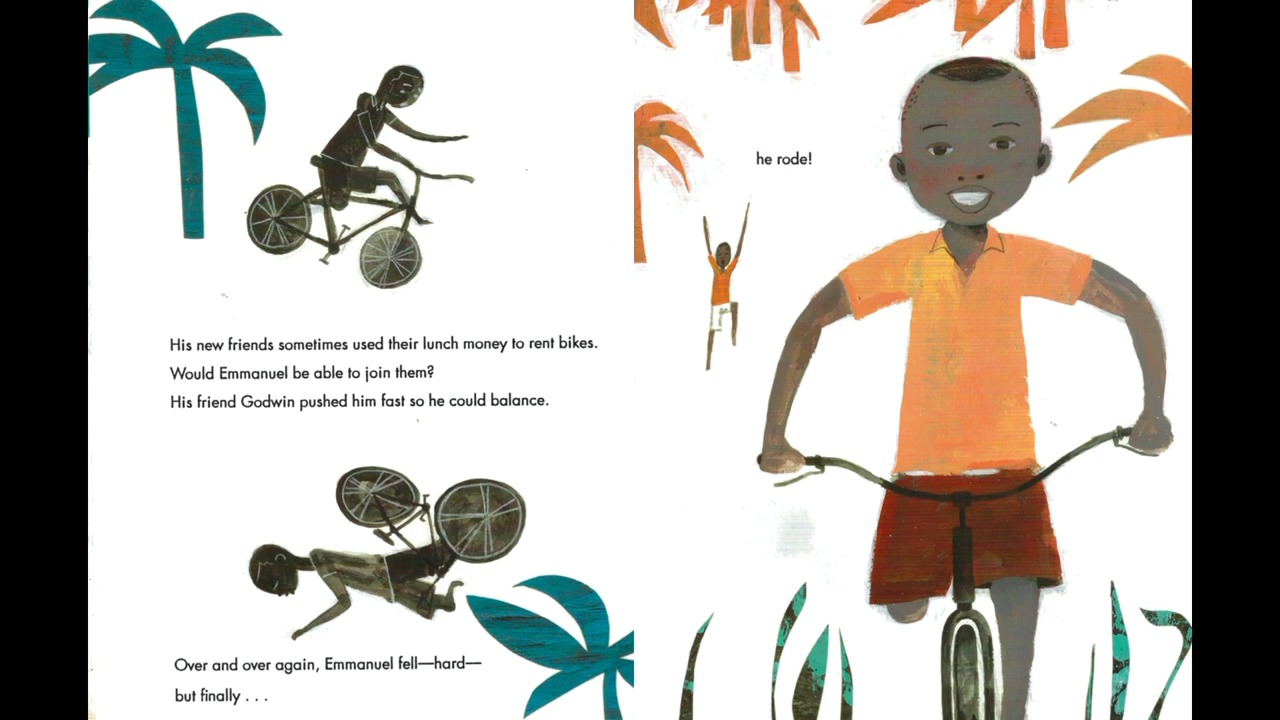 His new friends sometimes used their lunch money to rent bikes.
Would Emmanuel be able to join them?
His friend Godwin pushed him fast so he could balance.
Over and over again, Emmanuel fell—hard—
but finally . . .
he rode!